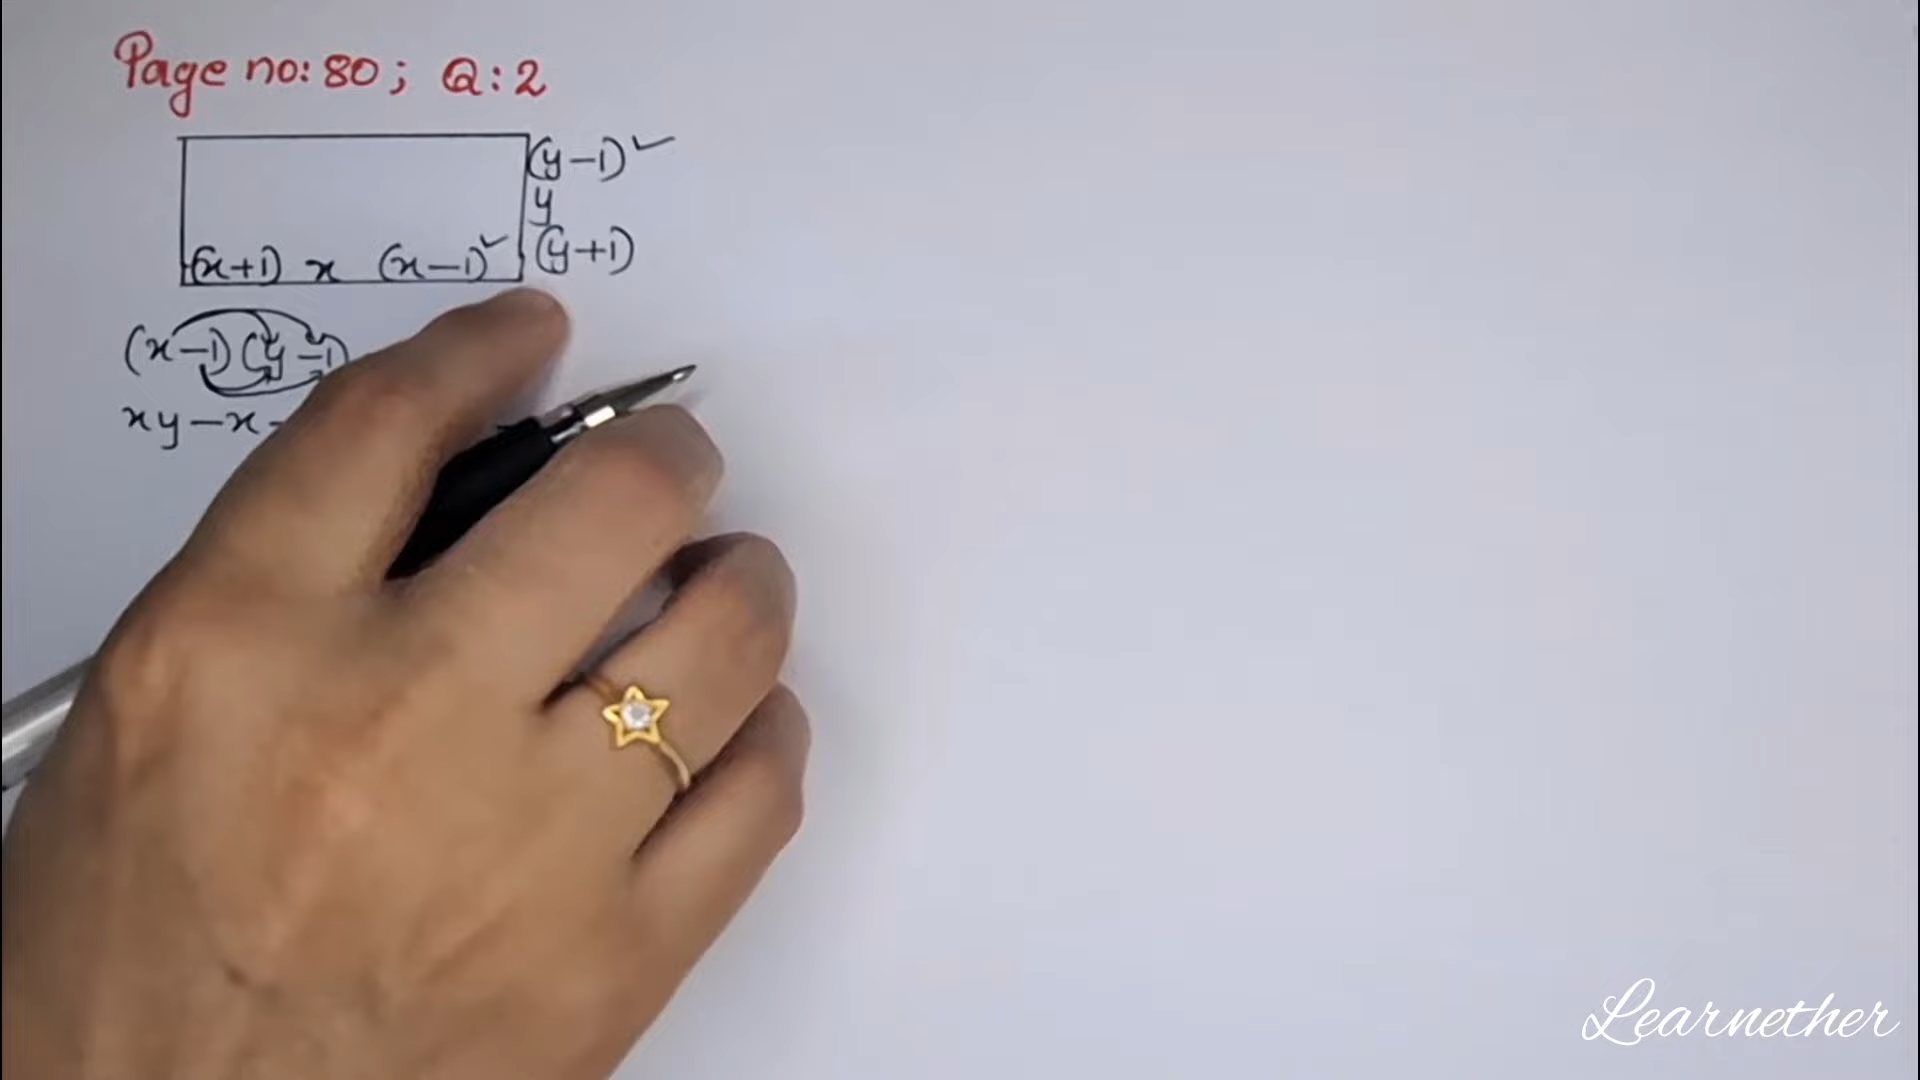 Page no: 80 ; Q : 2
(y-1) ✓
y
(x+1) x (x-1) ✓ (y+1)
(x-1) (y-1)
xy-x-
Learnether